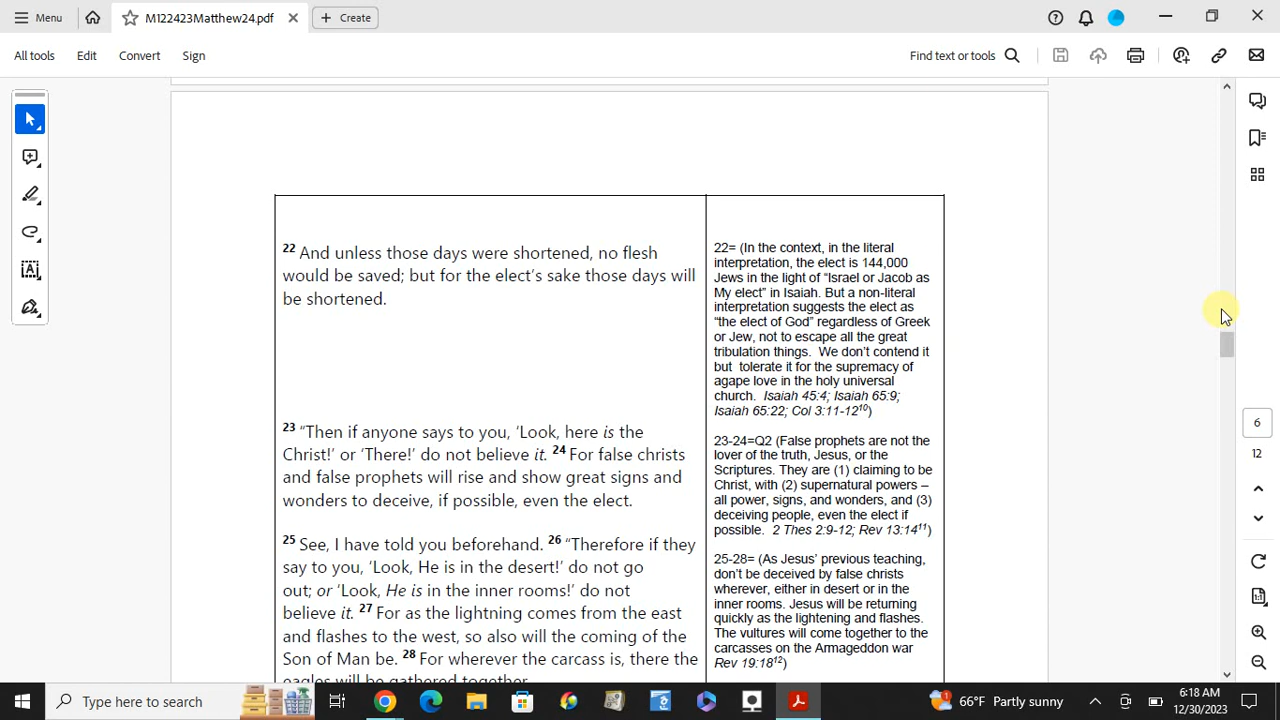 Menu
M122423Matthew24.pdf
Create
All tools
Edit
Convert
Sign
Find text or tools
22 And unless those days were shortened, no flesh
would be saved; but for the elect's sake those days will
be shortened.
23 "Then if anyone says to you, 'Look, here is the
Christ!' or 'There!' do not believe it. 24 For false christs
and false prophets will rise and show great signs and
wonders to deceive, if possible, even the elect.
25 See, I have told you beforehand. 26 "Therefore if they
say to you, 'Look, He is in the desert!' do not go
out; or 'Look, He is in the inner rooms!' do not
believe it. 27 For as the lightning comes from the east
and flashes to the west, so also will the coming of the
Son of Man be. 28 For wherever the carcass is, there the
eagles will be gathered together
22= (In the context, in the literal
interpretation, the elect is 144,000
Jews in the light of "Israel or Jacob as
My elect" in Isaiah. But a non-literal
interpretation suggests the elect as
"the elect of God" regardless of Greek
or Jew, not to escape all the great
tribulation things. We don't contend it
but tolerate it for the supremacy of
agape love in the holy universal
church. Isaiah 45:4; Isaiah 65:9;
Isaiah 65:22; Col 3:11-12 10)
23-24=Q2 (False prophets are not the
lover of the truth, Jesus, or the
Scriptures. They are (1) claiming to be
Christ, with (2) supernatural powers –
all power, signs, and wonders, and (3)
deceiving people, even the elect if
possible. 2 Thes 2:9-12; Rev 13:14 11)
25-28= (As Jesus' previous teaching,
don't be deceived by false christs
wherever, either in desert or in the
inner rooms. Jesus will be returning
quickly as the lightening and flashes.
The vultures will come together to the
carcasses on the Armageddon war
Rev 19:18 12)
6
12
Type here to search
66°F Partly sunny
6:18 AM
12/30/2023